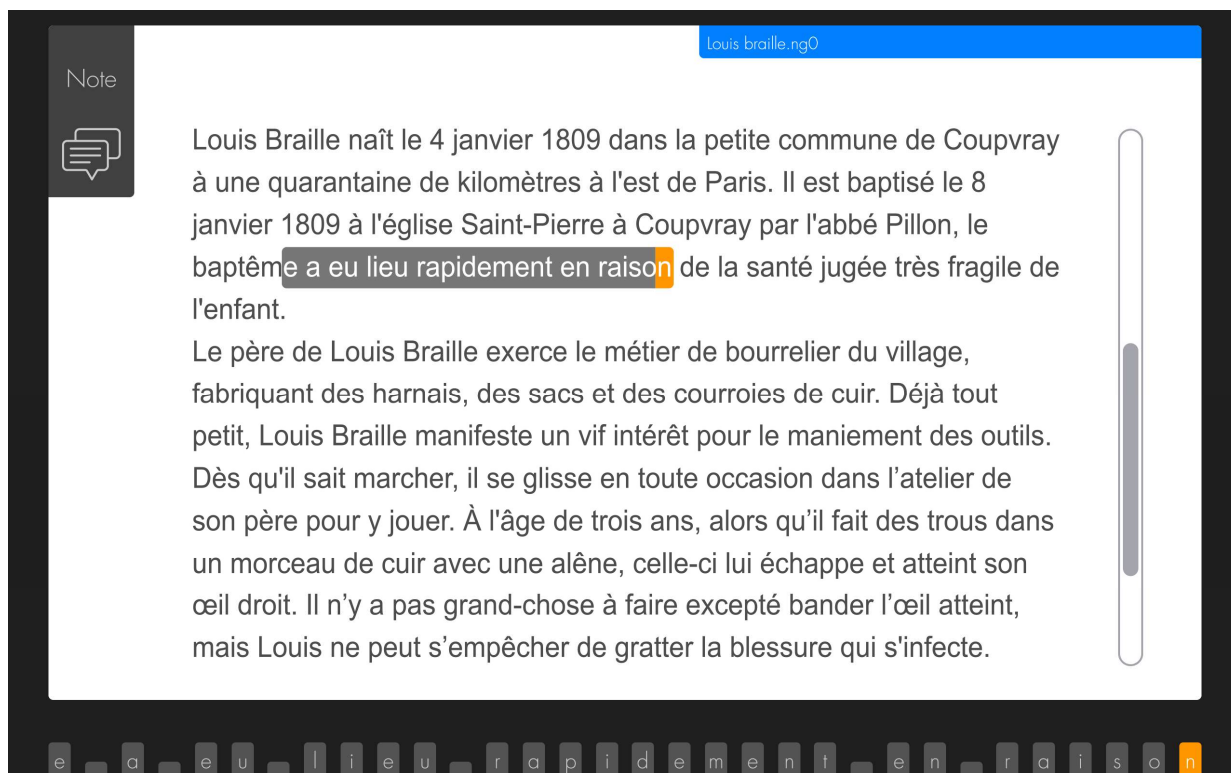 Louis braille.ng0
Note
Louis Braille naît le 4 janvier 1809 dans la petite commune de Coupvray
à une quarantaine de kilomètres à l'est de Paris. Il est baptisé le 8
janvier 1809 à l'église Saint-Pierre à Coupvray par l'abbé Pillon, le
baptême a eu lieu rapidement en raison de la santé jugée très fragile de
l'enfant.
Le père de Louis Braille exerce le métier de bourrelier du village,
fabriquant des harnais, des sacs et des courroies de cuir. Déjà tout
petit, Louis Braille manifeste un vif intérêt pour le maniement des outils.
Dès qu'il sait marcher, il se glisse en toute occasion dans l’atelier de
son père pour y jouer. À l'âge de trois ans, alors qu’il fait des trous dans
un morceau de cuir avec une alêne, celle-ci lui échappe et atteint son
œil droit. Il n’y a pas grand-chose à faire excepté bander l’œil atteint,
mais Louis ne peut s’empêcher de gratter la blessure qui s'infecte.
e a eu lieu rapidement en raison